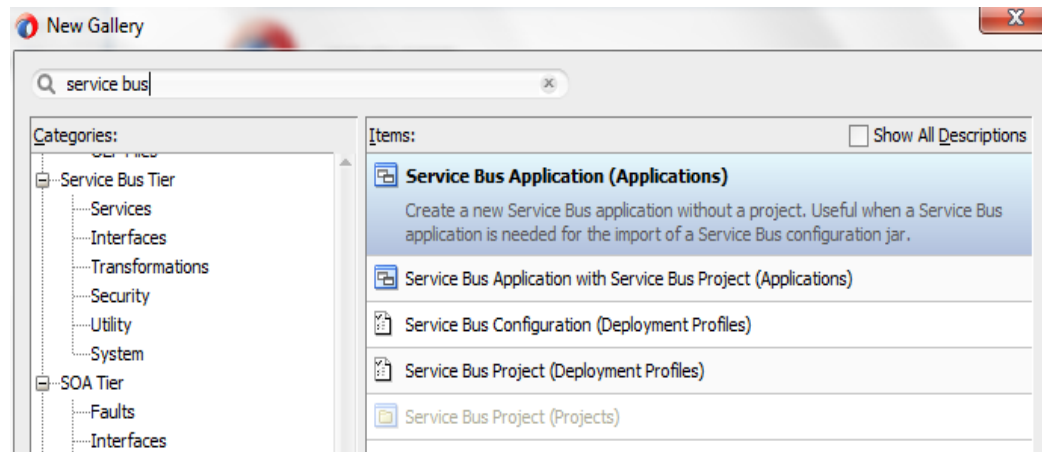 New Gallery
service bus
Categories:
Service Bus Tier
Services
Interfaces
Transformations
Security
Utility
System
SOA Tier
Faults
Interfaces
Items:
Show All Descriptions
Service Bus Application (Applications)
Create a new Service Bus application without a project. Useful when a Service Bus
application is needed for the import of a Service Bus configuration jar.
Service Bus Application with Service Bus Project (Applications)
Service Bus Configuration (Deployment Profiles)
Service Bus Project (Deployment Profiles)
Service Bus Project (Projects)